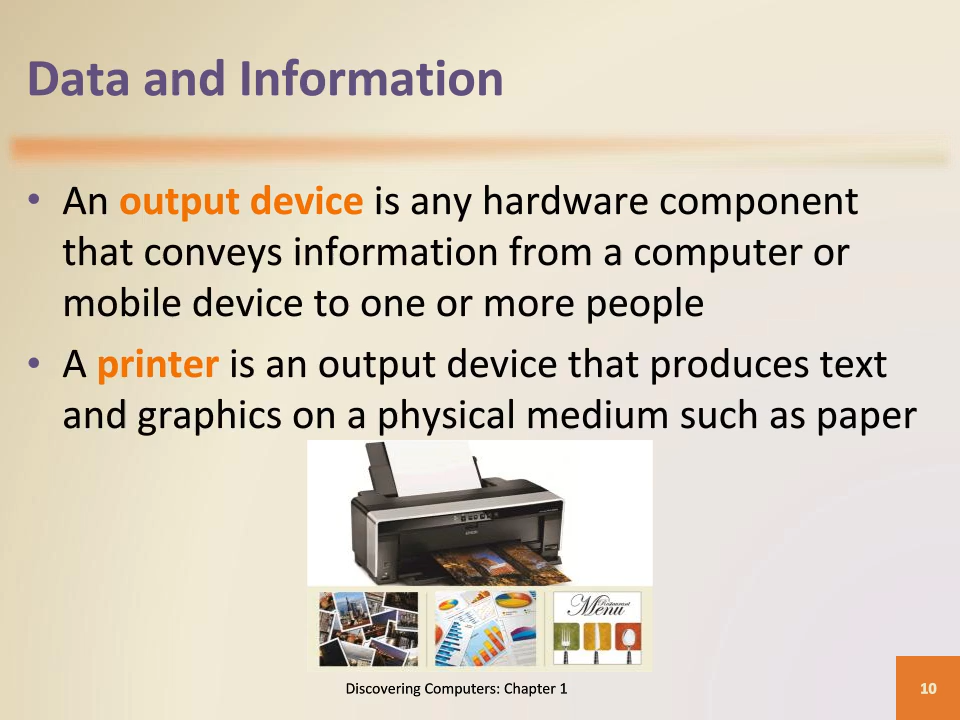 Data and Information
• An output device is any hardware component
that conveys information from a computer or
mobile device to one or more people
• A printer is an output device that produces text
and graphics on a physical medium such as paper
EPSON
Restaurant
Menu
Discovering Computers: Chapter 1
10